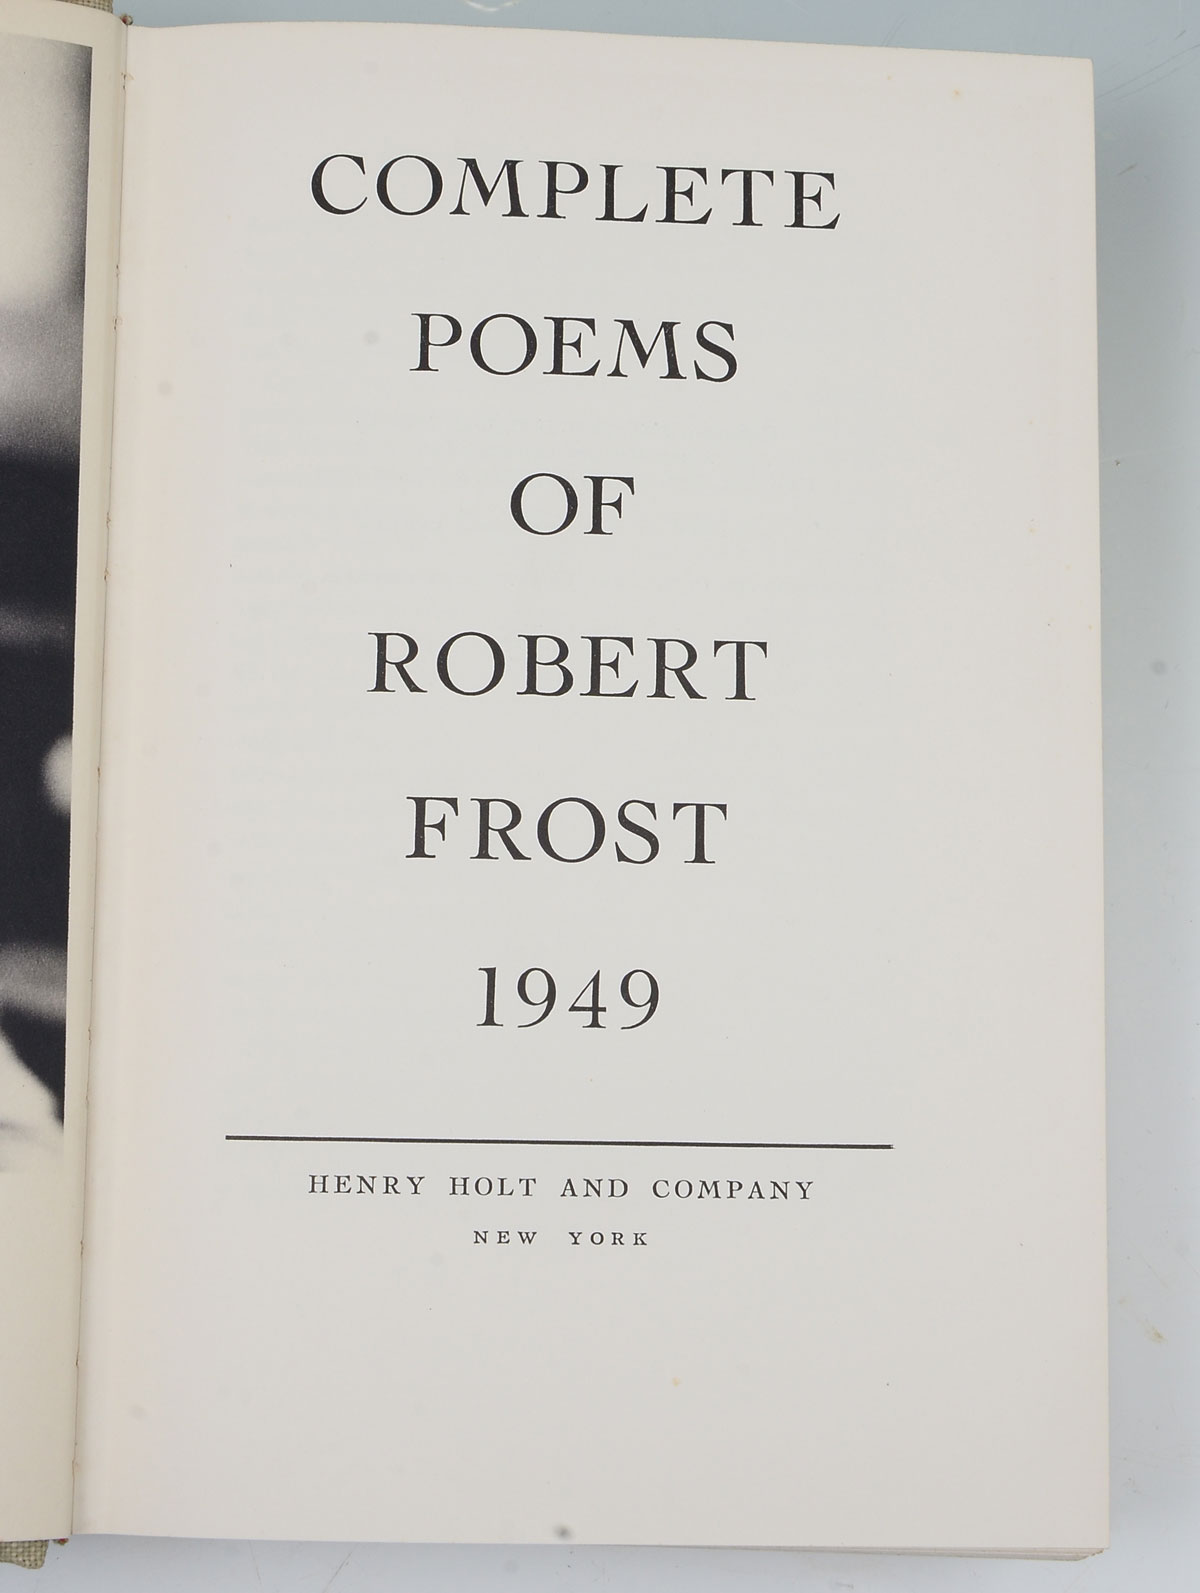 COMPLETE
POEMS
OF
ROBERT
FROST
1949
HENRY HOLT AND COMPANY
NEW YORK